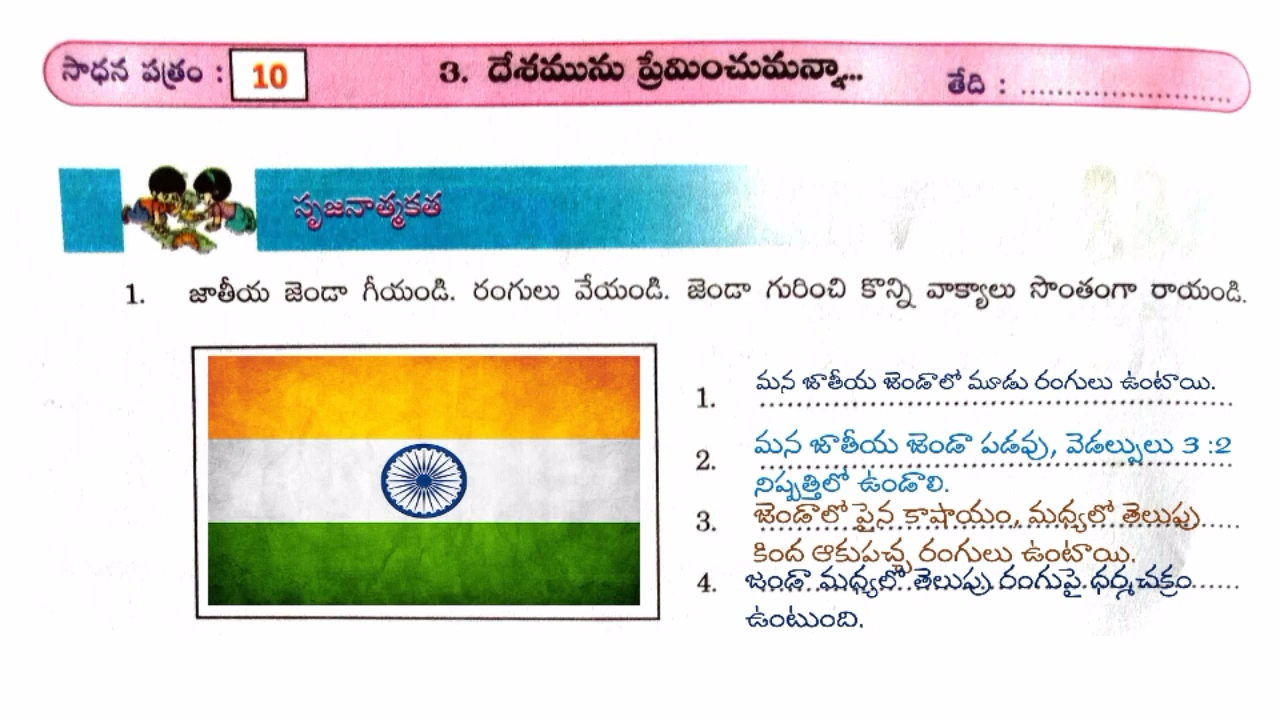 సాధన పత్రం : 10 3. దేశమును ప్రేమించుమన్నా... తేది : ........................
సృజనాత్మకత
1. జాతీయ జెండా గీయండి. రంగులు వేయండి. జెండా గురించి కొన్ని వాక్యాలు సొంతంగా రాయండి.
1. మన జాతీయ జెండాలో మూడు రంగులు ఉంటాయి.
2. మన జాతీయ జెండా పడవు, వెడల్పులు 3 :2
నిష్పత్తిలో ఉండాలి.
3. జెండాలో పైన కాషాయం, మధ్యలో తెలుపు
కింద ఆకుపచ్చ రంగులు ఉంటాయి.
4. జండా మధ్యలో తెలుపు రంగుపై ధర్మచక్రం
ఉంటుంది.